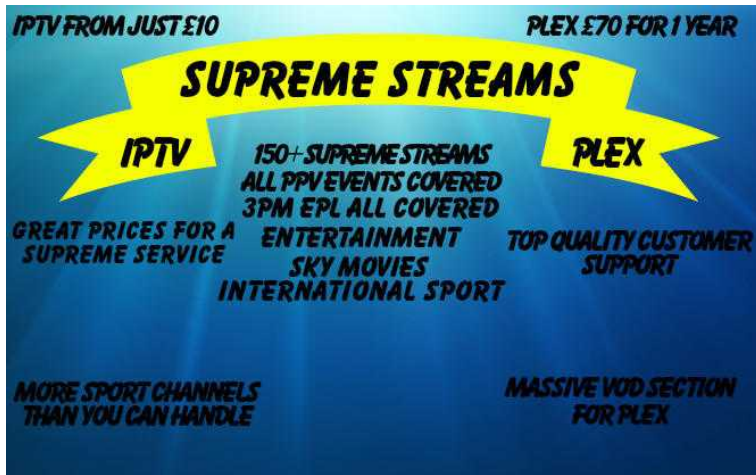 IPTV FROM JUST £10
PLEX £70 FOR 1 YEAR
SUPREME STREAMS
IPTV
PLEX
150+ SUPREME STREAMS
ALL PPV EVENTS COVERED
3PM EPL ALL COVERED
ENTERTAINMENT
SKY MOVIES
INTERNATIONAL SPORT
GREAT PRICES FOR A
SUPREME SERVICE
TOP QUALITY CUSTOMER
SUPPORT
MORE SPORT CHANNELS
THAN YOU CAN HANDLE
MASSIVE VOD SECTION
FOR PLEX